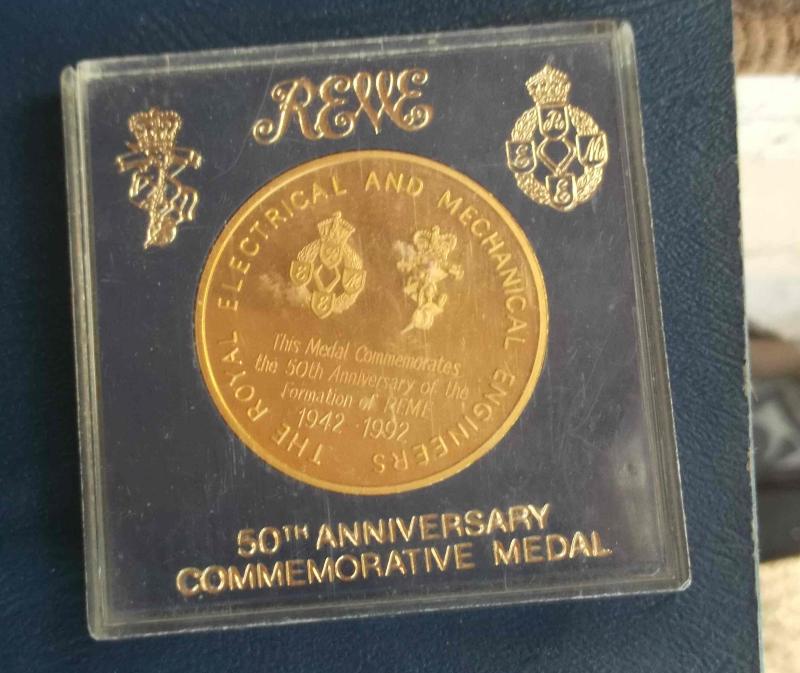 REME
R
E M
E
THE ROYAL ELECTRICAL AND MECHANICAL ENGINEERS
This Medal Commemorates
the 50th Anniversary of the
Formation of REME
1942 - 1992
50TH ANNIVERSARY
COMMEMORATIVE MEDAL